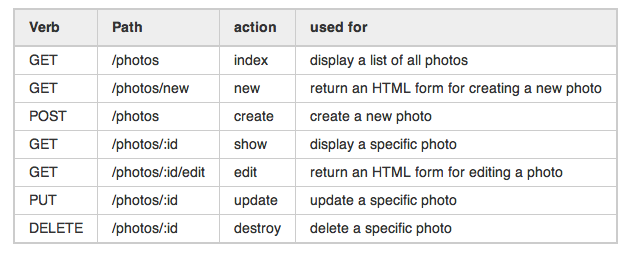 Verb Path action used for
GET /photos index display a list of all photos
GET /photos/new new return an HTML form for creating a new photo
POST /photos create create a new photo
GET /photos/:id show display a specific photo
GET /photos/:id/edit edit return an HTML form for editing a photo
PUT /photos/:id update update a specific photo
DELETE /photos/:id destroy delete a specific photo